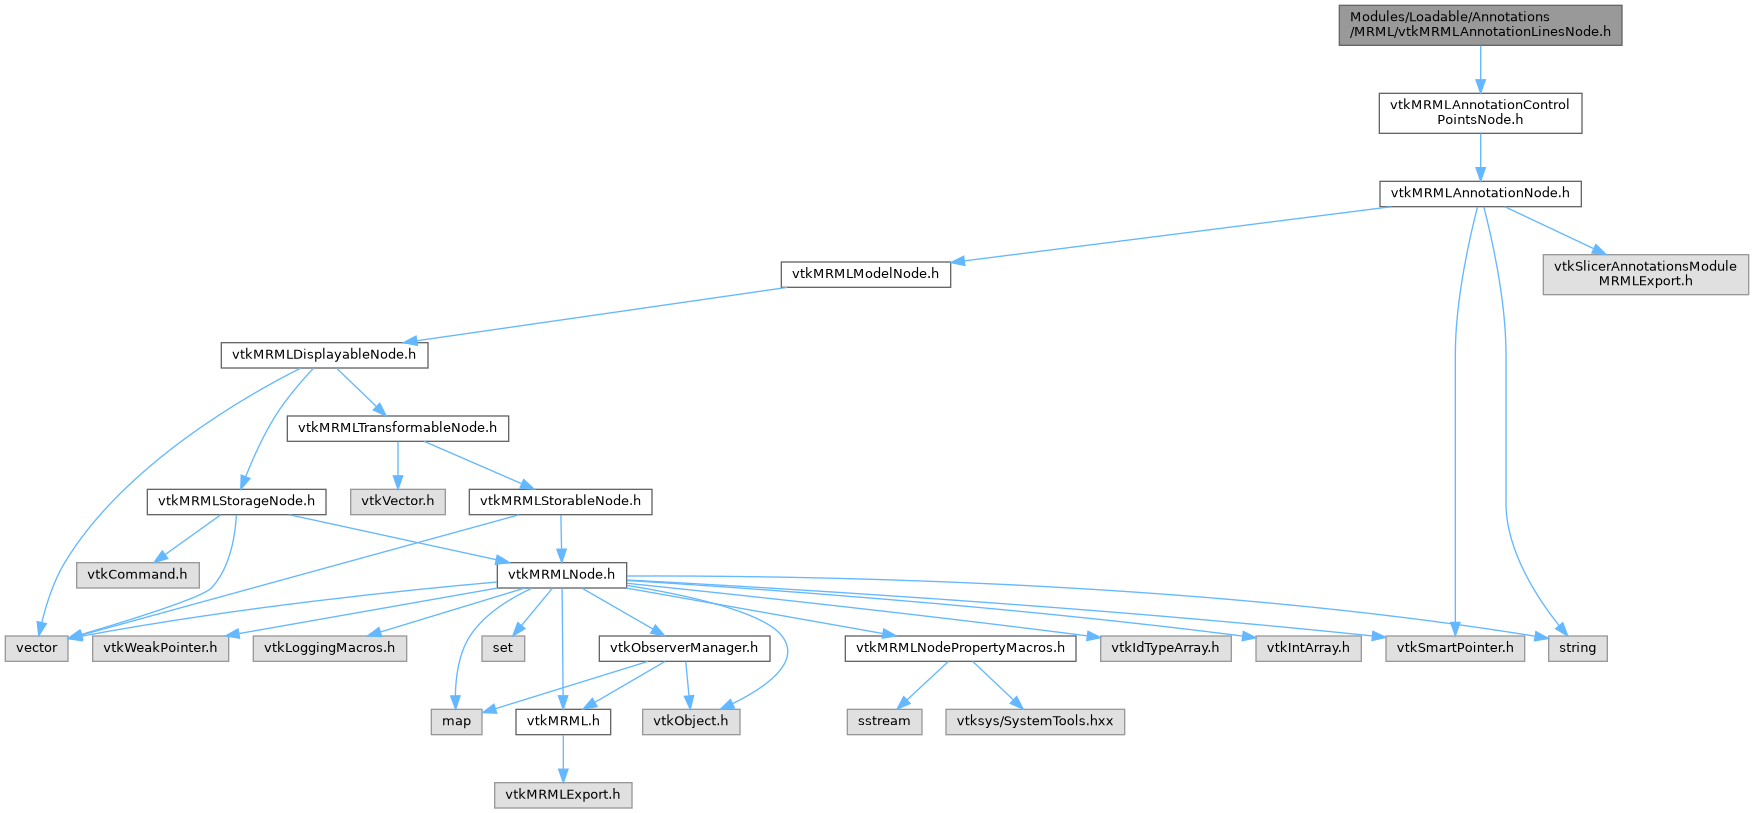 Modules/Loadable/Annotations
/MRML/vtkMRMLAnnotationLinesNode.h
vtkMRMLAnnotationControl
PointsNode.h
vtkMRMLAnnotationNode.h
vtkMRMLModelNode.h
vtkSlicerAnnotationsModule
MRMLExport.h
vtkMRMLDisplayableNode.h
vtkMRMLTransformableNode.h
vtkMRMLStorageNode.h
vtkVector.h
vtkMRMLStorableNode.h
vtkCommand.h
vtkMRMLNode.h
vector
vtkWeakPointer.h
vtkLoggingMacros.h
set
vtkObserverManager.h
vtkMRMLNodePropertyMacros.h
vtkIdTypeArray.h
vtkIntArray.h
vtkSmartPointer.h
string
map
vtkMRML.h
vtkObject.h
sstream
vtksys/SystemTools.hxx
vtkMRMLExport.h